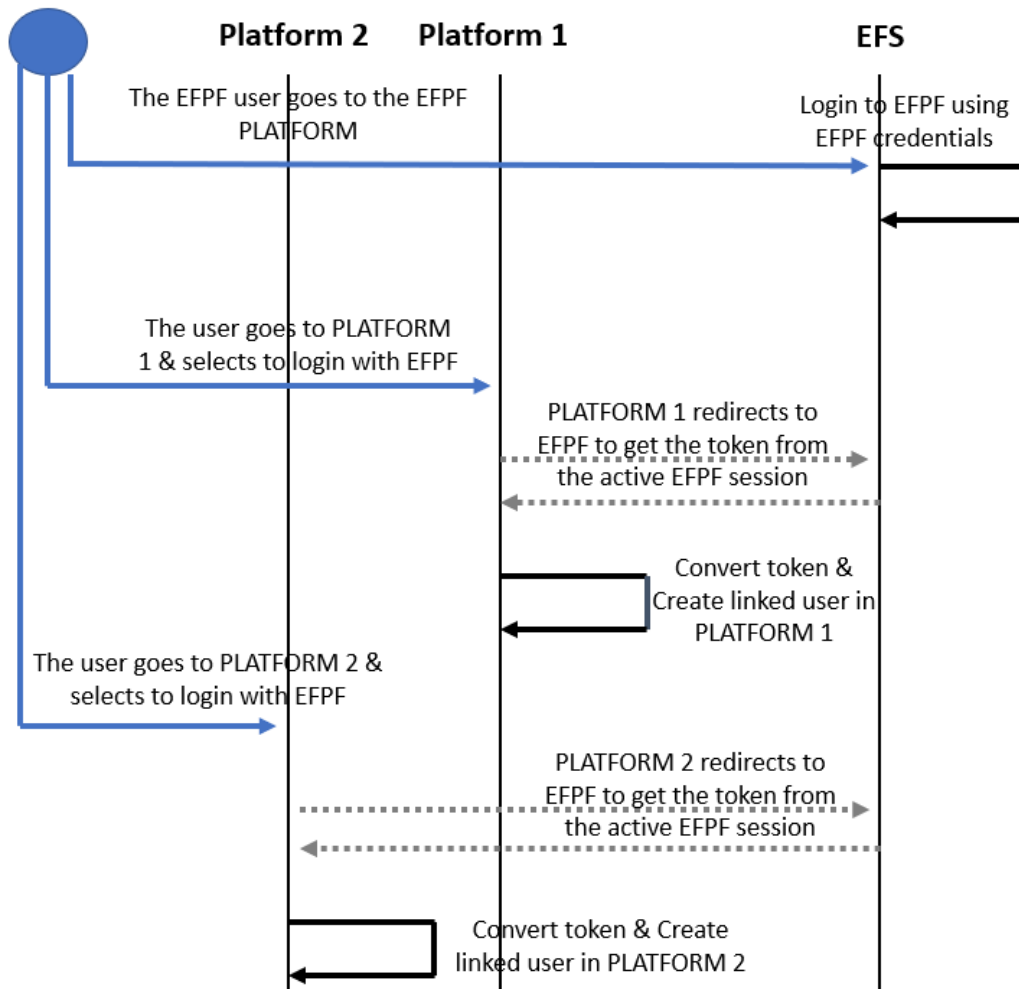 Platform 2
Platform 1
EFS
The EFPF user goes to the EFPF
PLATFORM
Login to EFPF using
EFPF credentials
The user goes to PLATFORM
1 & selects to login with EFPF
PLATFORM 1 redirects to
EFPF to get the token from
the active EFPF session
Convert token &
Create linked user in
PLATFORM 1
The user goes to PLATFORM 2 &
selects to login with EFPF
PLATFORM 2 redirects to
EFPF to get the token from
the active EFPF session
Convert token & Create
linked user in PLATFORM 2